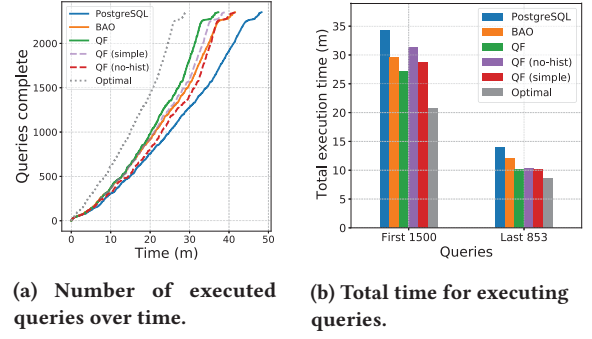 PostgreSQL
BAO
QF
QF (simple)
QF (no-hist)
Optimal
Queries complete
2000
1500
1000
500
0
0 10 20 30 40 50
Time (m)
(a) Number of executed
queries over time.
PostgreSQL
BAO
QF
QF (no-hist)
QF (simple)
Optimal
Total execution time (m)
35
30
25
20
15
10
5
0
First 1500 Last 853
Queries
(b) Total time for executing
queries.